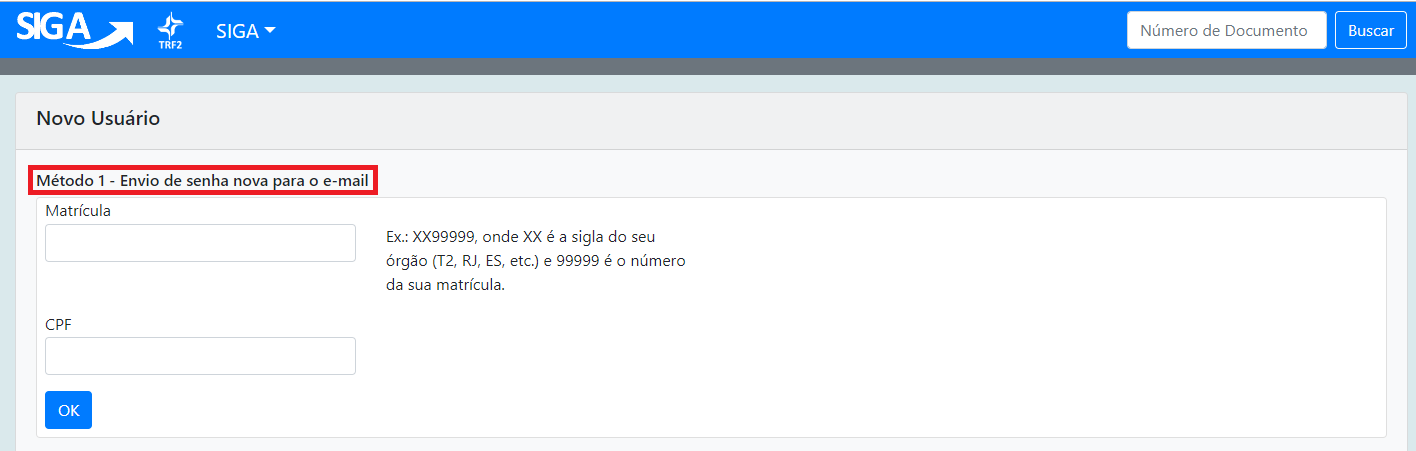 SIGA TRF2 SIGA Número de Documento Buscar
Novo Usuário
Método 1 - Envio de senha nova para o e-mail
Matrícula
Ex.: XX99999, onde XX é a sigla do seu
órgão (T2, RJ, ES, etc.) e 99999 é o número
da sua matrícula.
CPF
OK